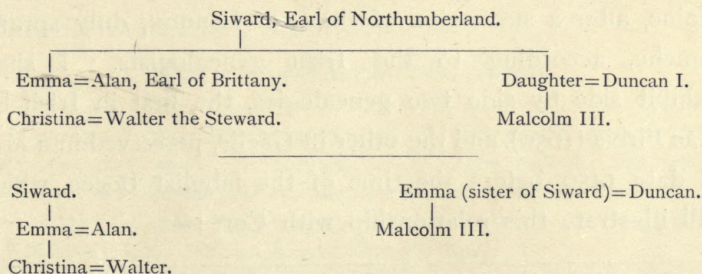 Siward, Earl of Northumberland.
Emma=Alan, Earl of Brittany. Daughter=Duncan I.
Christina=Walter the Steward. Malcolm III.
Siward. Emma (sister of Siward)=Duncan.
Emma=Alan. Malcolm III.
Christina=Walter.